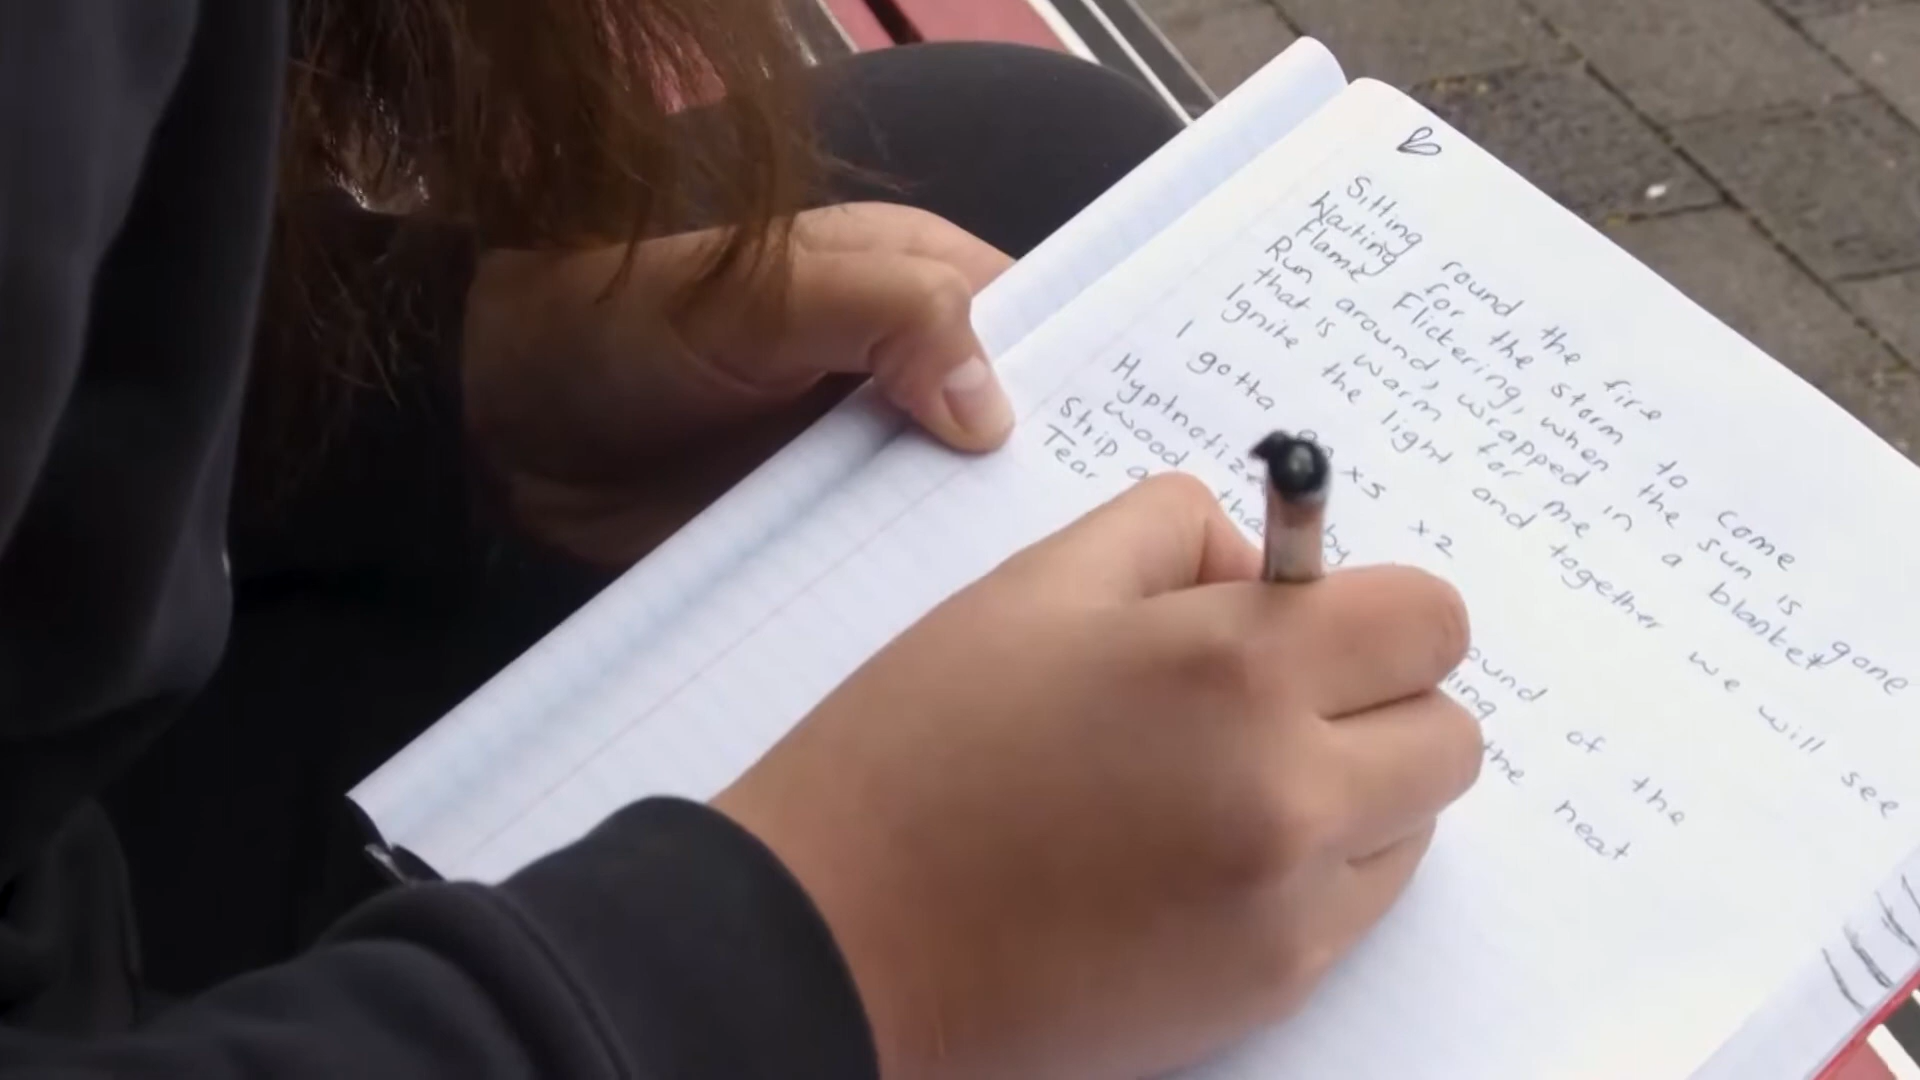 Sitting round the fire
Waiting for the storm to come
Flame Flickering, when the sun is gone
Run around, wrapped in a blanket
that is warm for me
Ignite the light and together we will see
I gotta x5 x2
Hyptnotize by ound of the
wood
Strip the heat
Tear